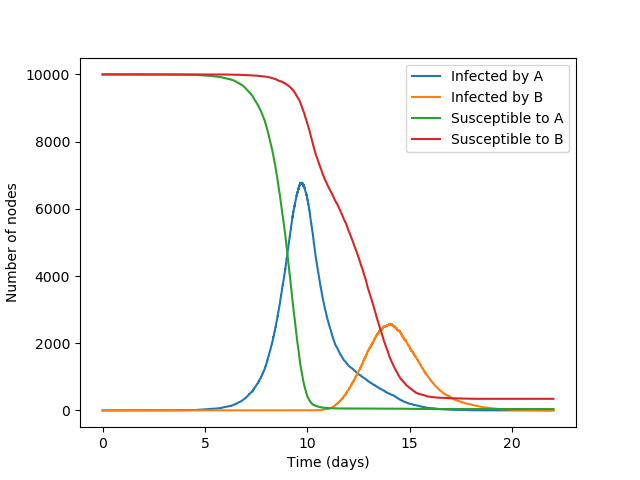 Infected by A
Infected by B
Susceptible to A
Susceptible to B
Number of nodes
10000
8000
6000
4000
2000
0
0 5 10 15 20
Time (days)